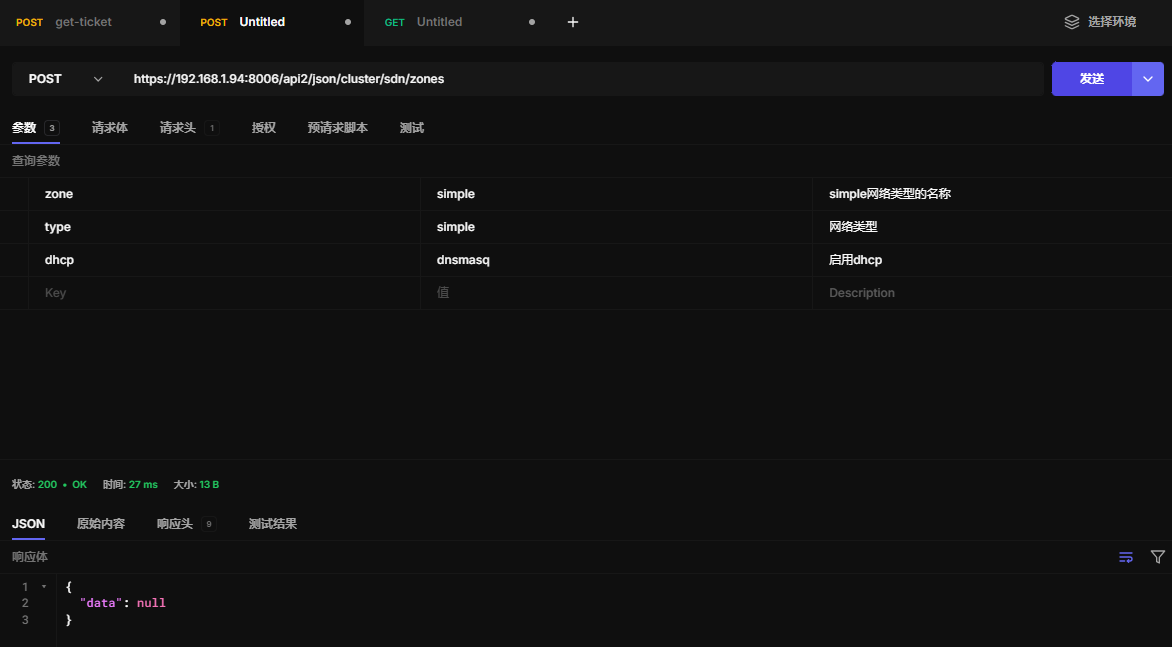 POST get-ticket POST Untitled GET Untitled + 选择环境
POST https://192.168.1.94:8006/api2/json/cluster/sdn/zones 发送
参数 3 请求体 请求头 1 授权 预请求脚本 测试
查询参数
zone simple simple网络类型的名称
type simple 网络类型
dhcp dnsmasq 启用dhcp
Key 值 Description
状态: 200 • OK 时间: 27 ms 大小: 13 B
JSON 原始内容 响应头 9 测试结果
响应体
1 {
2 "data": null
3 }